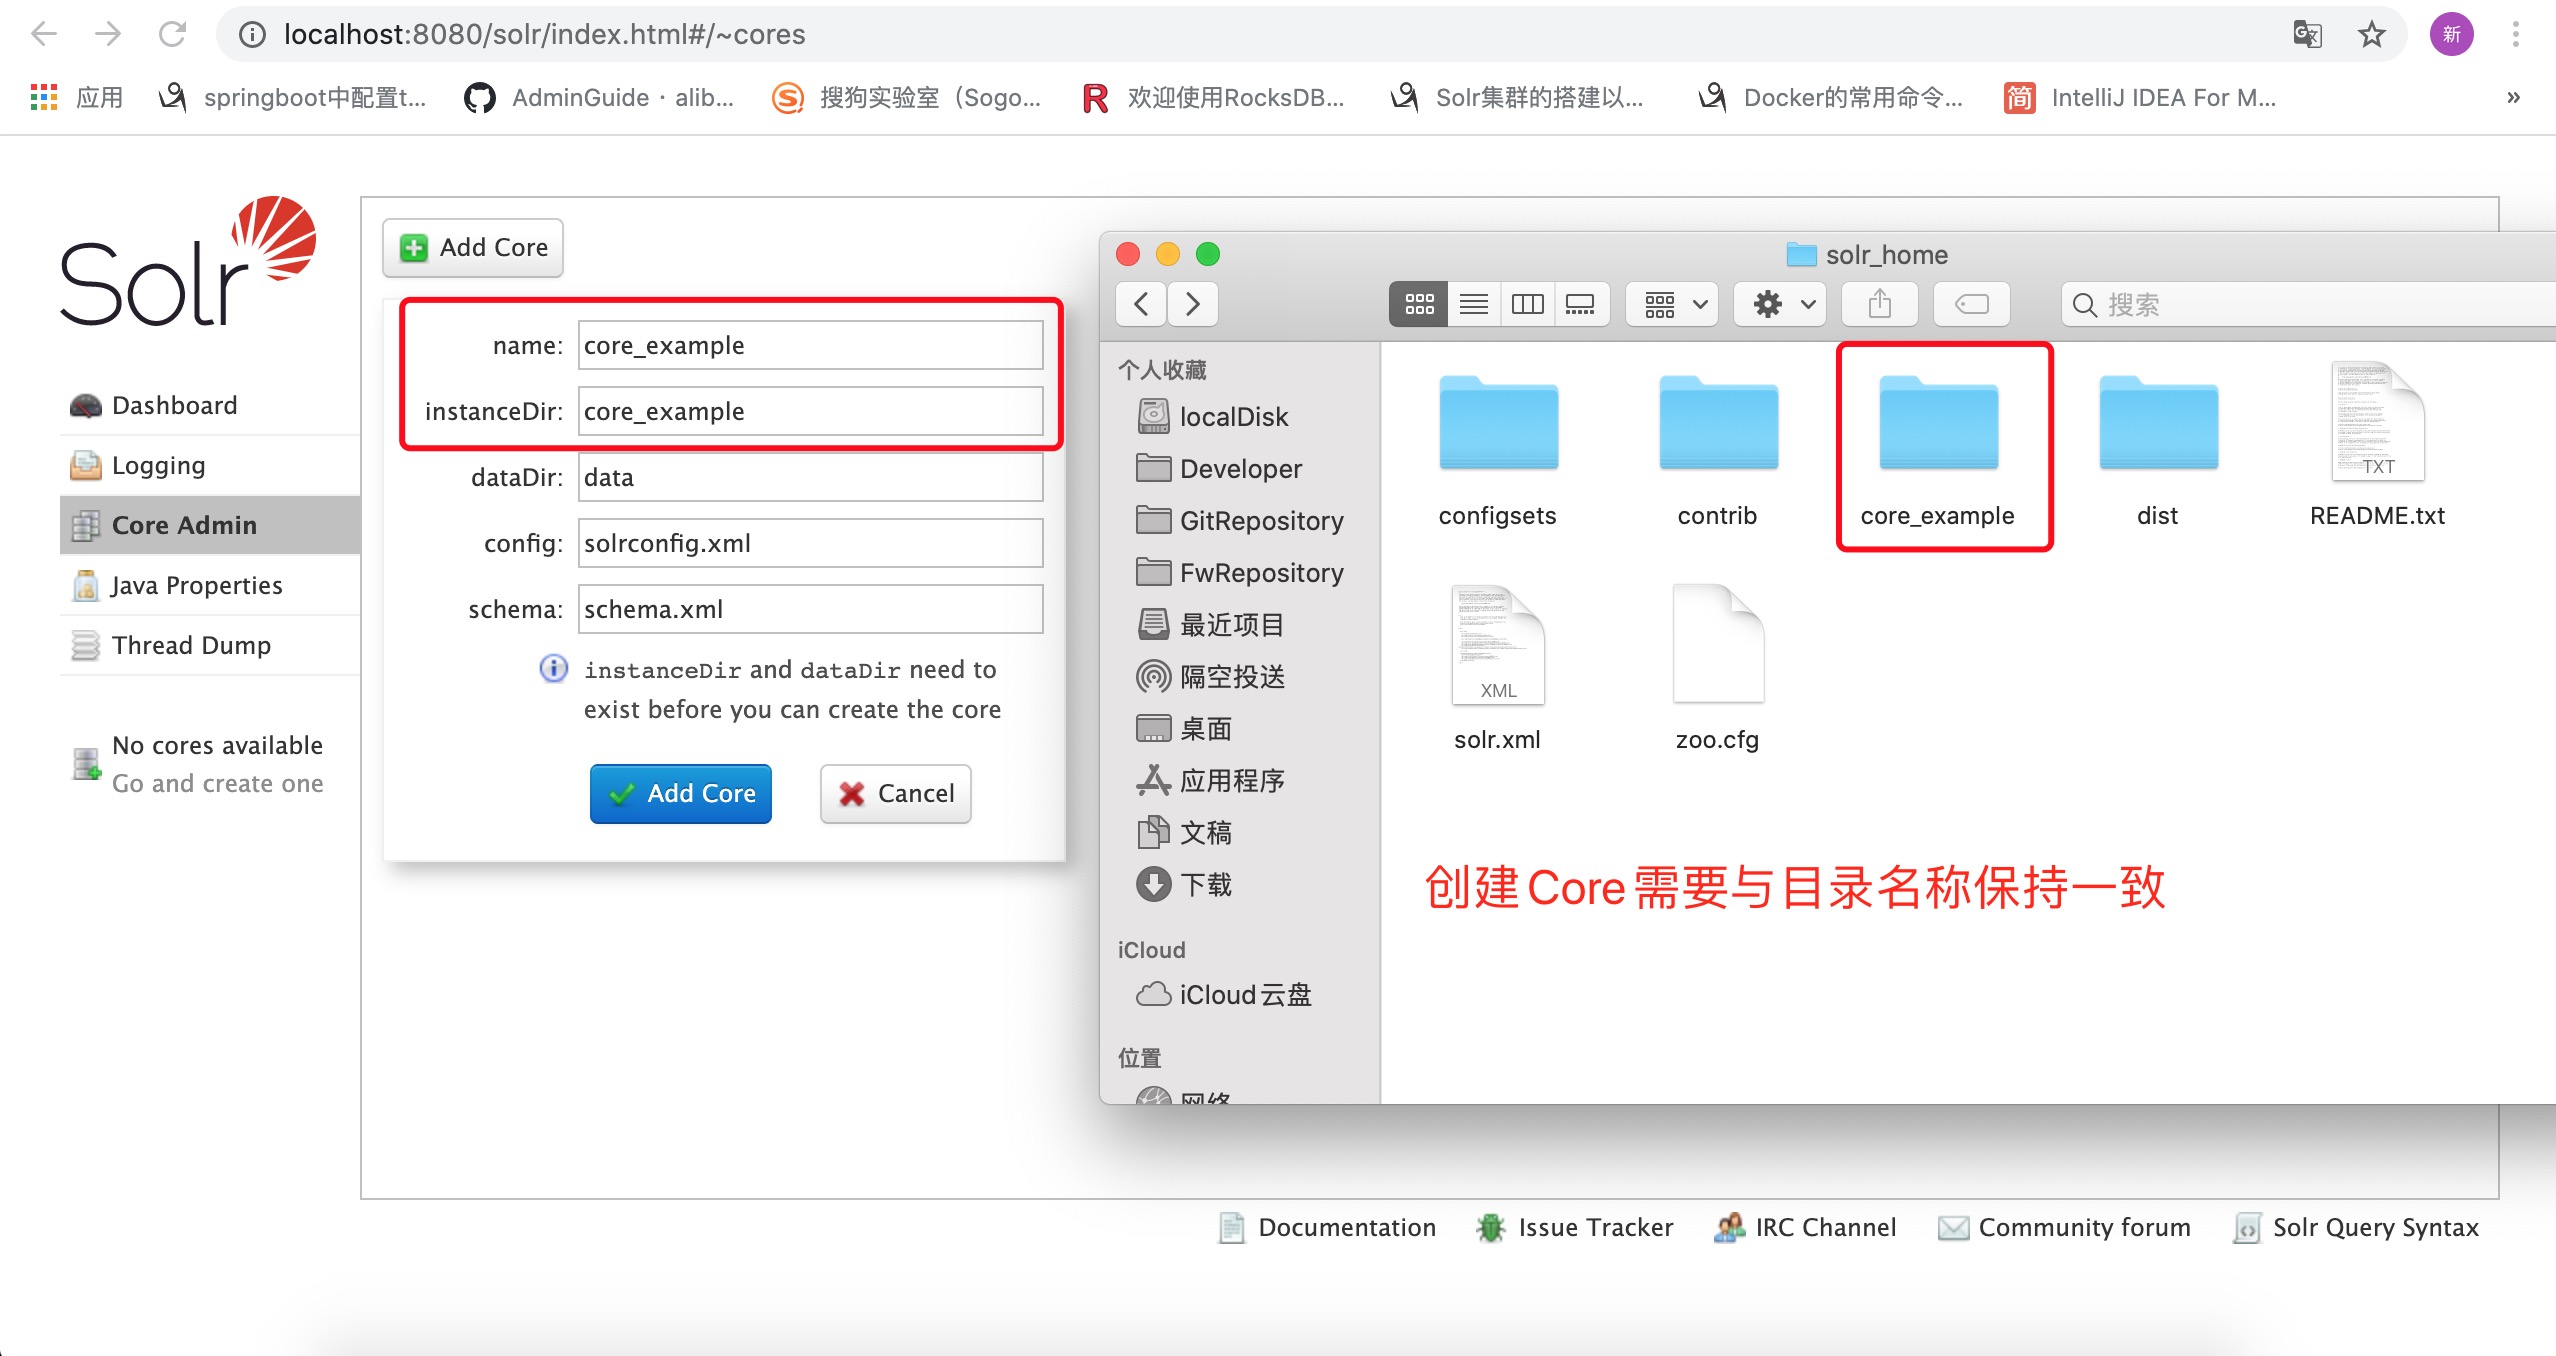 localhost:8080/solr/index.html#/~cores
新
应用
springboot中配置t...
AdminGuide · alib...
搜狗实验室（Sogo...
欢迎使用RocksDB...
Solr集群的搭建以...
Docker的常用命令...
简
IntelliJ IDEA For M...
»
Solr
Dashboard
Logging
Core Admin
Java Properties
Thread Dump
No cores available
Go and create one
Add Core
name: core_example
instanceDir: core_example
dataDir: data
config: solrconfig.xml
schema: schema.xml
instanceDir and dataDir need to
exist before you can create the core
Add Core
Cancel
solr_home
搜索
个人收藏
localDisk
Developer
GitRepository
FwRepository
最近项目
隔空投送
桌面
应用程序
文稿
下载
iCloud
iCloud云盘
位置
网络
configsets
contrib
core_example
dist
TXT
README.txt
XML
solr.xml
zoo.cfg
创建Core需要与目录名称保持一致
Documentation
Issue Tracker
IRC Channel
Community forum
Solr Query Syntax